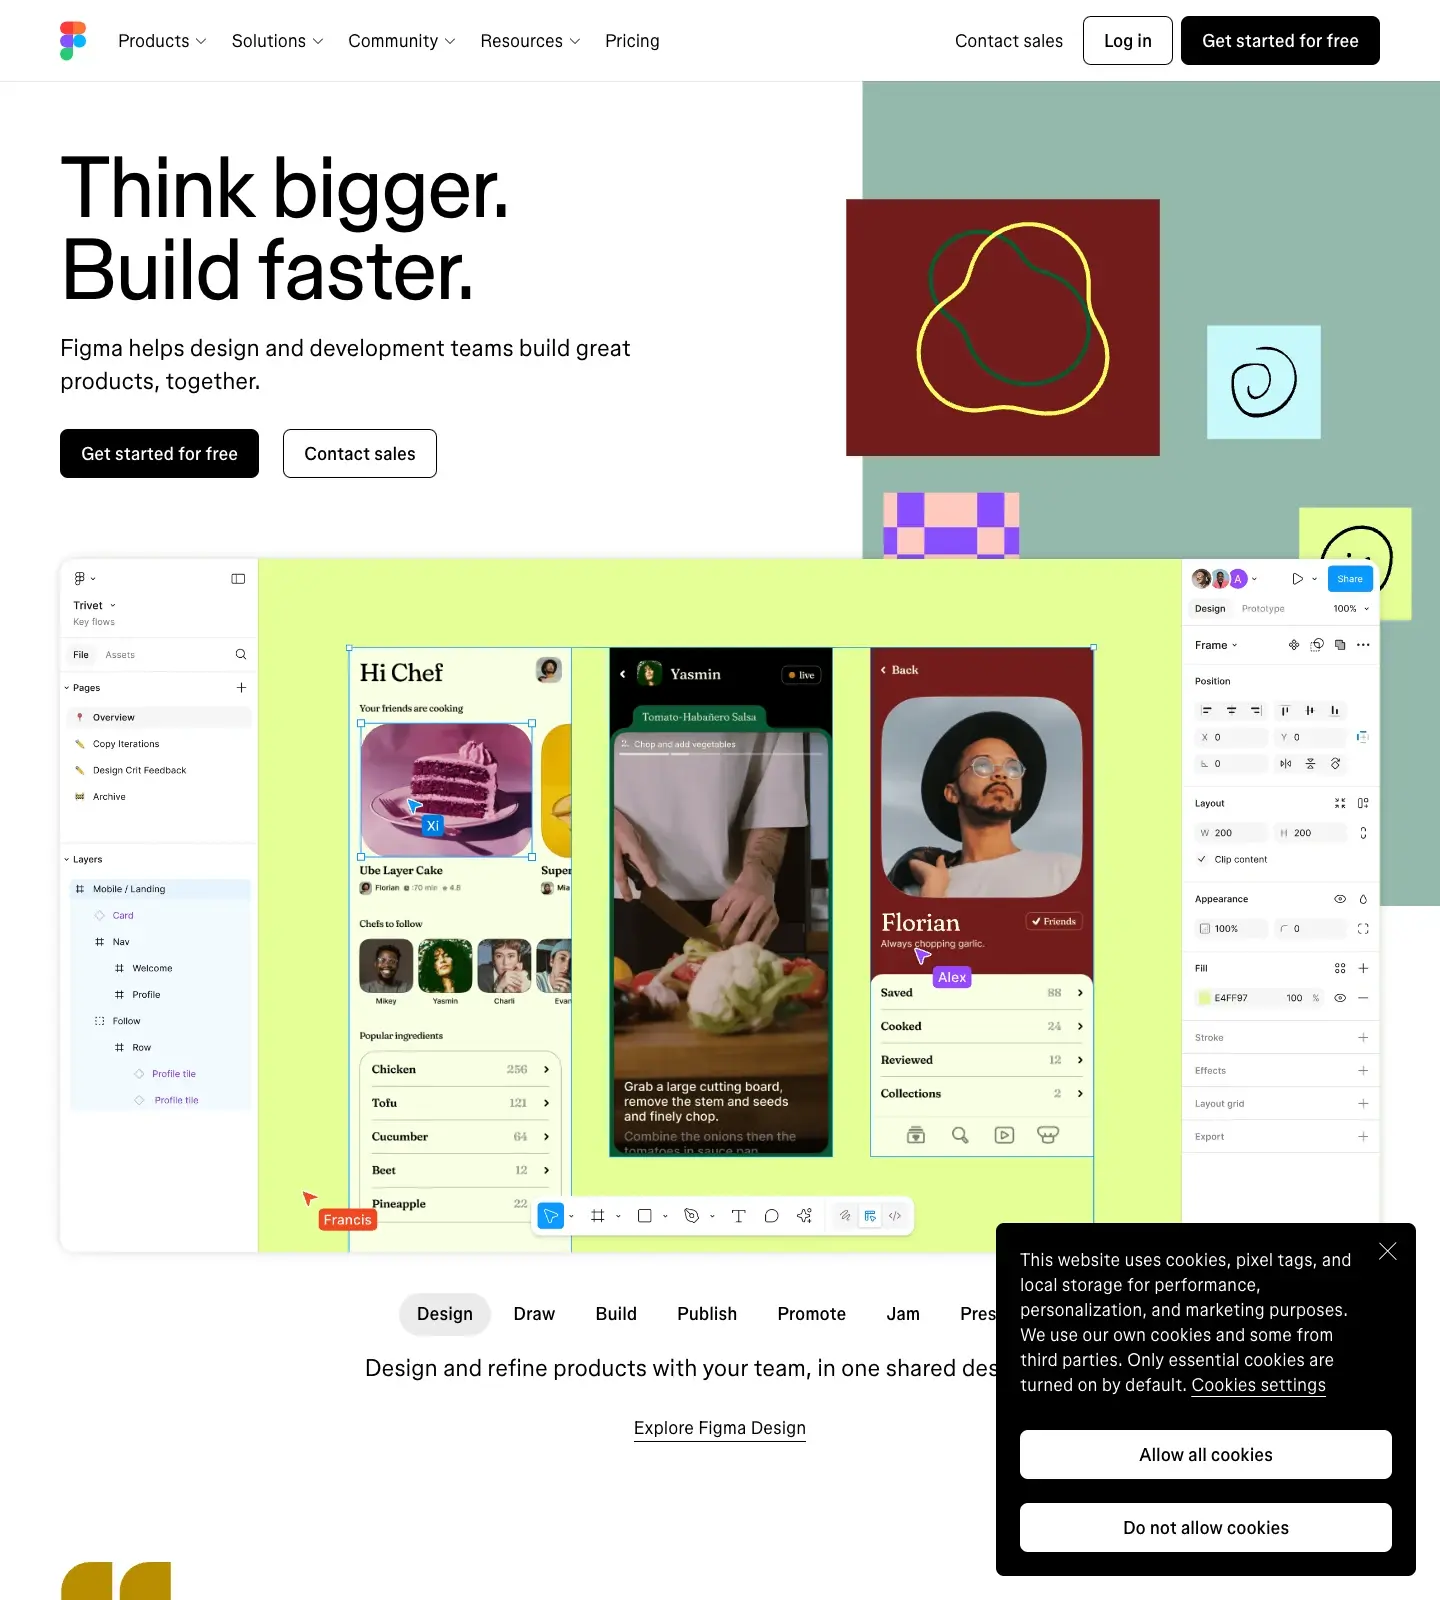 Products
Solutions
Community
Resources
Pricing
Contact sales
Log in
Get started for free
Think bigger.
Build faster.
Figma helps design and development teams build great
products, together.
Get started for free
Contact sales
Trivet
Key flows
File
Assets
Pages
Overview
Copy Iterations
Design Crit Feedback
Archive
Layers
Mobile / Landing
Card
Nav
Welcome
Profile
Follow
Row
Profile tile
Profile tile
Hi Chef
Your friends are cooking
Xi
Ube Layer Cake
Super
Florian
70 min
4.8
Mia
Chefs to follow
Mikey
Yasmin
Charli
Evan
Popular ingredients
Chicken 256
Tofu 121
Cucumber 64
Beet 12
Pineapple 22
Francis
Yasmin
live
Tomato-Habañero Salsa
2. Chop and add vegetables
Grab a large cutting board,
remove the stem and seeds
and finely chop.
Combine the onions then the
tomatoes in sauce pan
Back
Florian
Friends
Always chopping garlic.
Alex
Saved 88
Cooked 24
Reviewed 12
Collections 2
A
Share
Design
Prototype
100%
Frame
Position
X 0
Y 0
0
Layout
W 200
H 200
Clip content
Appearance
100%
0
Fill
E4FF97 100 %
Stroke
Effects
Layout grid
Export
Design
Draw
Build
Publish
Promote
Jam
Pres
Design and refine products with your team, in one shared des
Explore Figma Design
This website uses cookies, pixel tags, and
local storage for performance,
personalization, and marketing purposes.
We use our own cookies and some from
third parties. Only essential cookies are
turned on by default. Cookies settings
Allow all cookies
Do not allow cookies